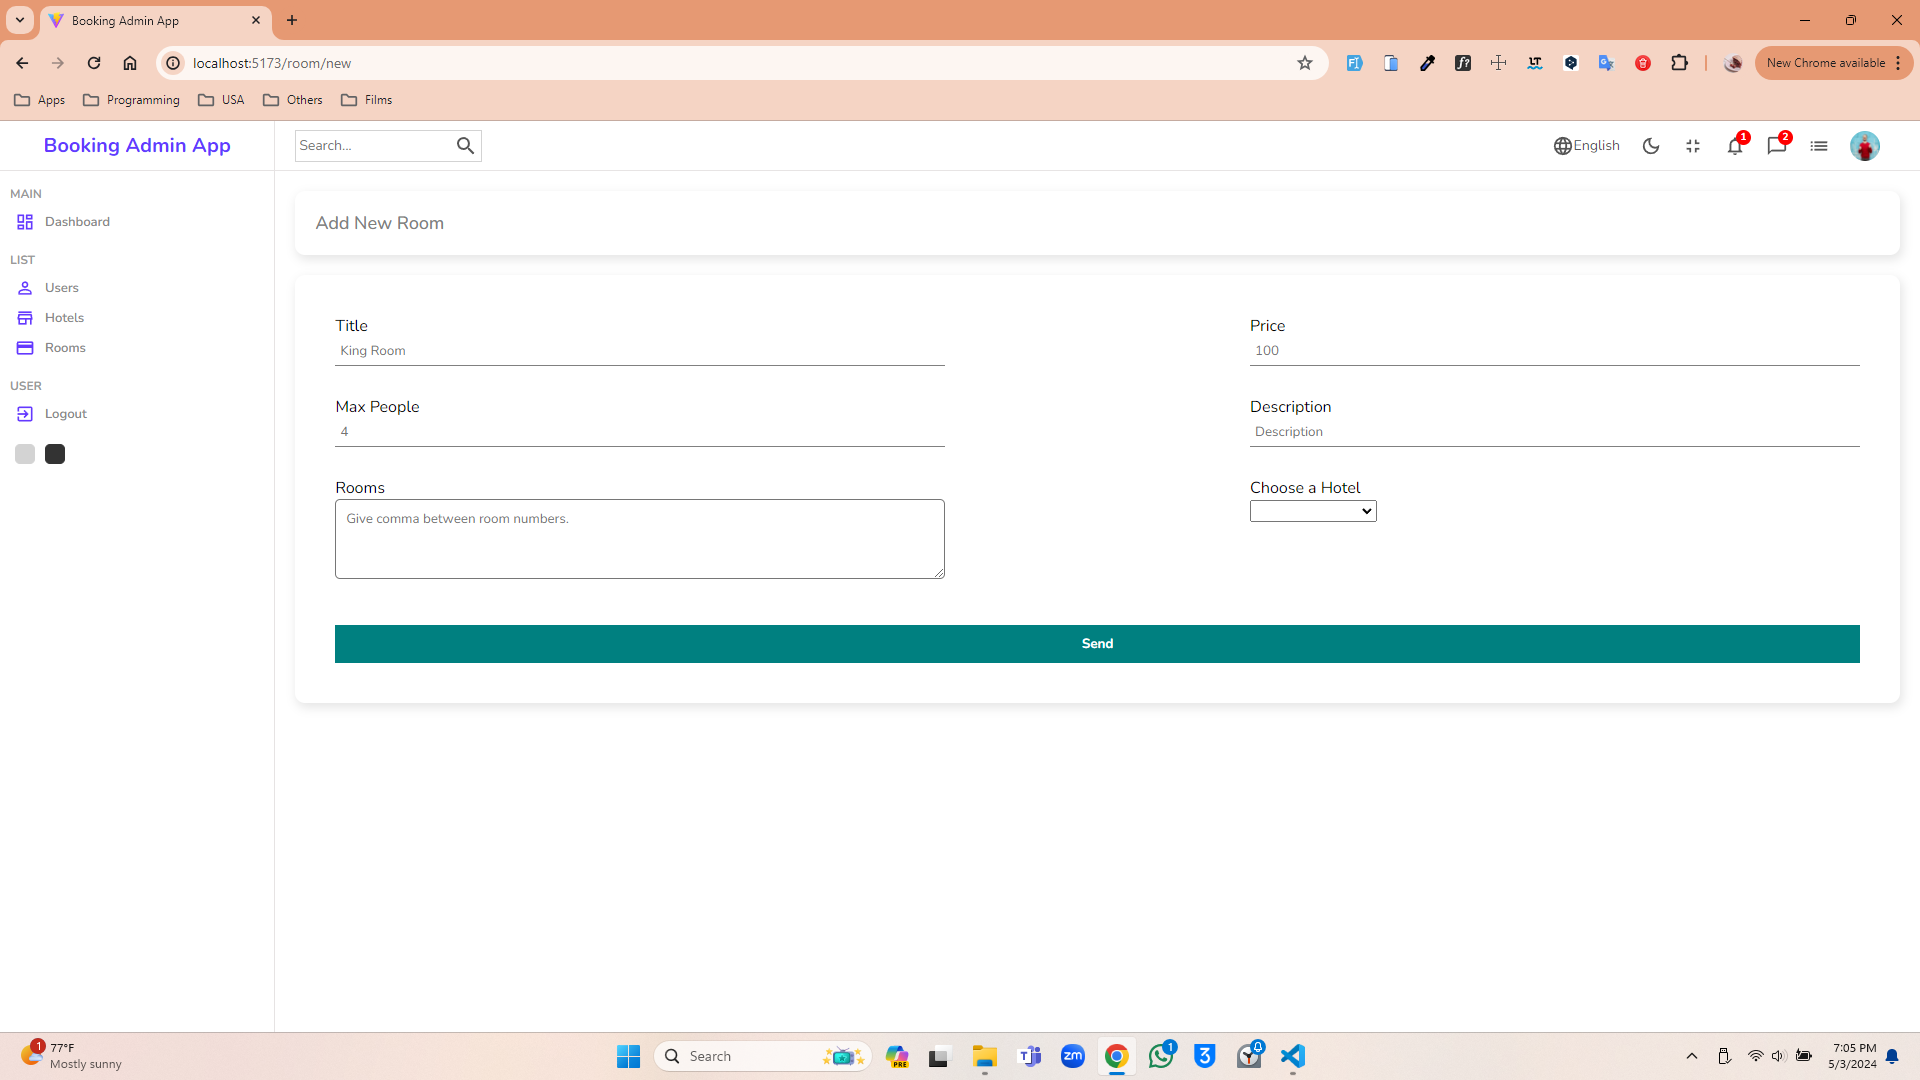 Booking Admin App
localhost:5173/room/new
New Chrome available
Apps
Programming
USA
Others
Films
Booking Admin App
Search...
English
1
2
MAIN
Dashboard
LIST
Users
Hotels
Rooms
USER
Logout
Add New Room
Title
King Room
Price
100
Max People
4
Description
Description
Rooms
Give comma between room numbers.
Choose a Hotel
Send
1
77°F
Mostly sunny
Search
PRE
zm
1
7:05 PM
5/3/2024